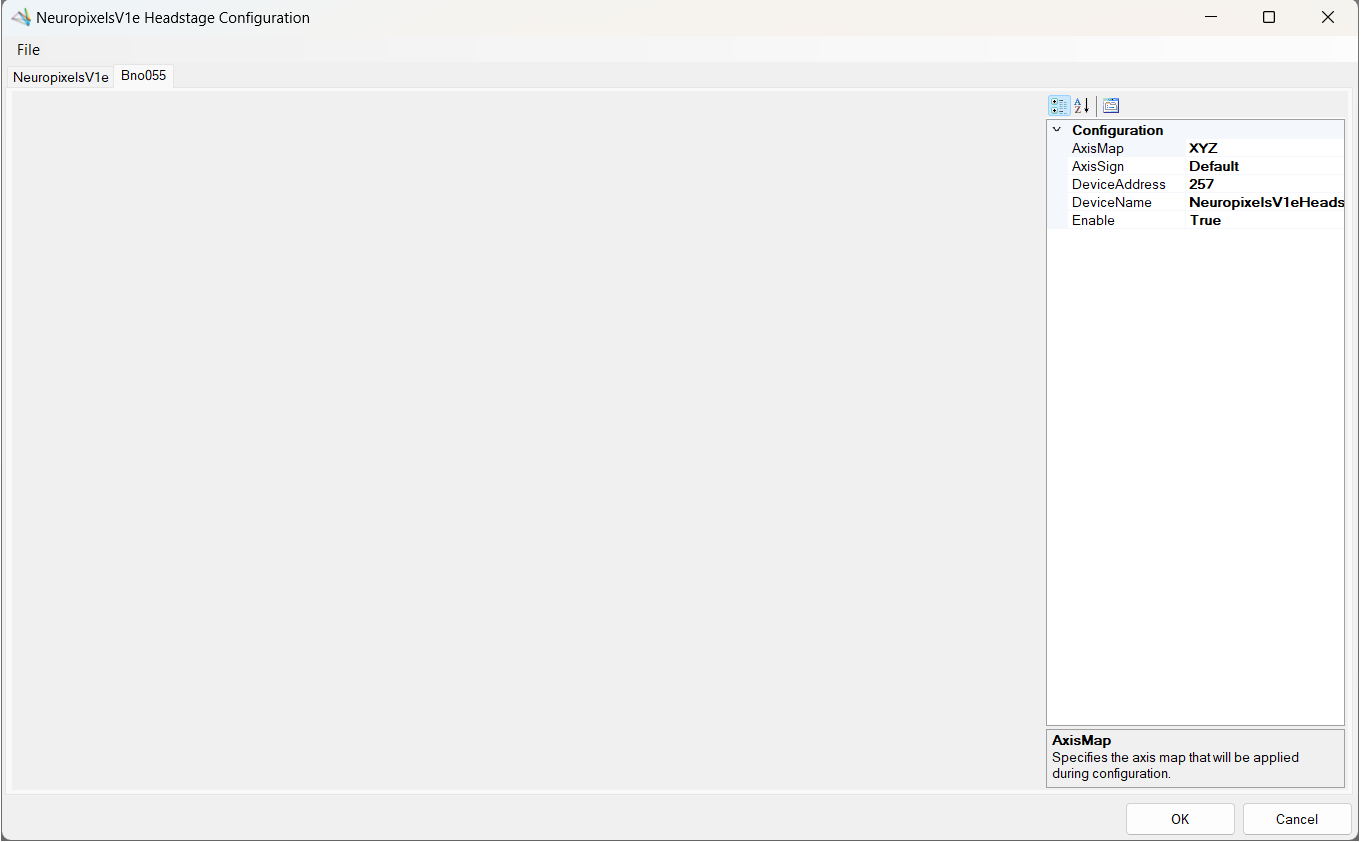 NeuropixelsV1e Headstage Configuration
File
NeuropixelsV1e Bno055
Configuration
AxisMap XYZ
AxisSign Default
DeviceAddress 257
DeviceName NeuropixelsV1eHeads
Enable True
AxisMap
Specifies the axis map that will be applied
during configuration.
OK Cancel